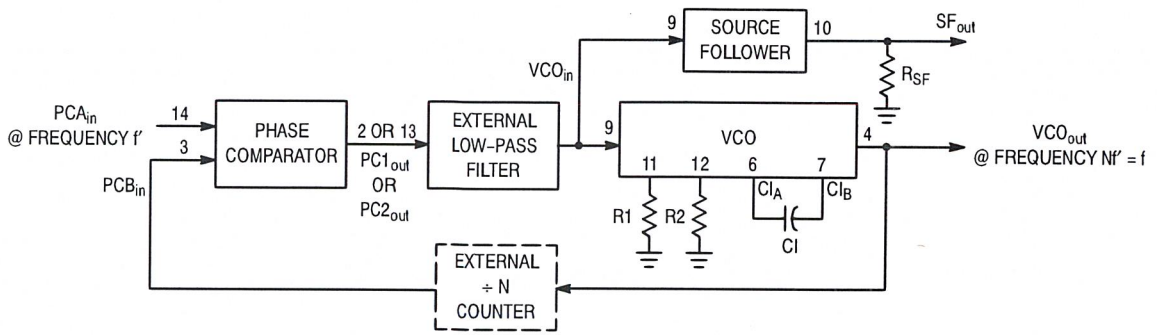 9
SOURCE
FOLLOWER
10
SFout
RSF
VCOin
PCAin
@ FREQUENCY f'
14
3
PCBin
PHASE
COMPARATOR
2 OR 13
PC1out
OR
PC2out
EXTERNAL
LOW–PASS
FILTER
9
VCO
11
12
6
7
4
VCOout
@ FREQUENCY Nf' = f
R1
R2
CIA
CIB
CI
EXTERNAL
÷ N
COUNTER